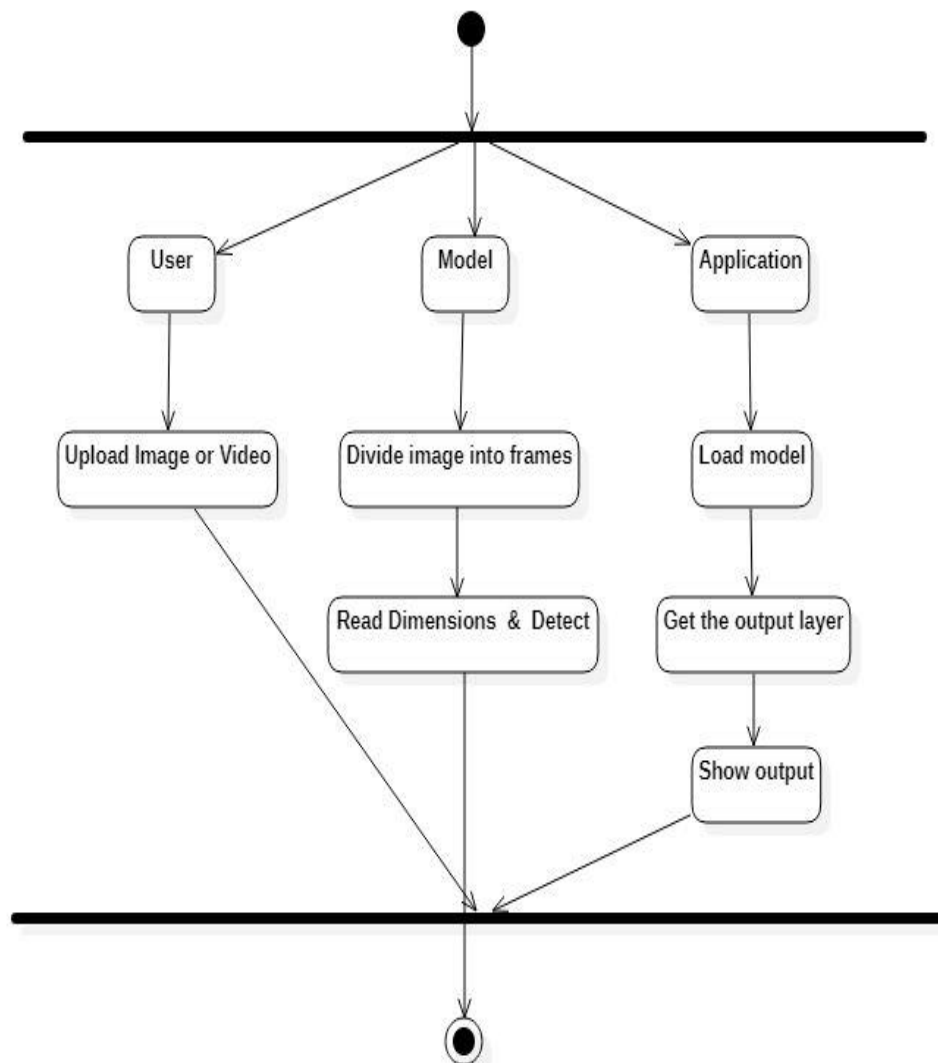 User
Model
Application
Upload Image or Video
Divide image into frames
Load model
Read Dimensions & Detect
Get the output layer
Show output